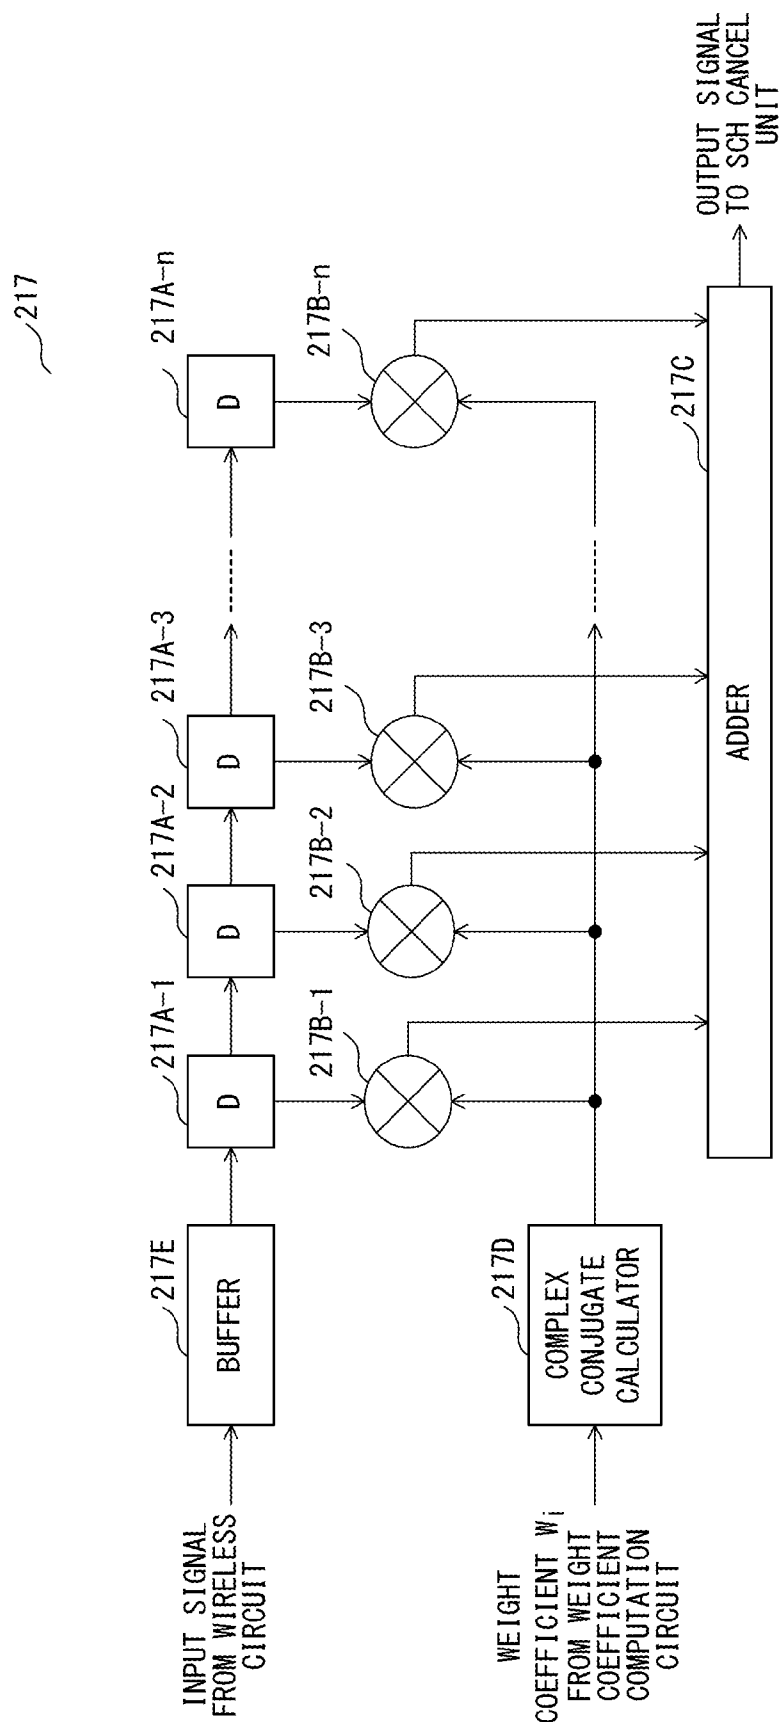 217
INPUT SIGNAL
FROM WIRELESS
CIRCUIT
217E
BUFFER
217A-1
D
217A-2
D
217A-3
D
217A-n
D
217B-1
217B-2
217B-3
217B-n
WEIGHT
COEFFICIENT Wi
FROM WEIGHT
COEFFICIENT
COMPUTATION
CIRCUIT
217D
COMPLEX
CONJUGATE
CALCULATOR
217C
ADDER
OUTPUT SIGNAL
TO SCH CANCEL
UNIT